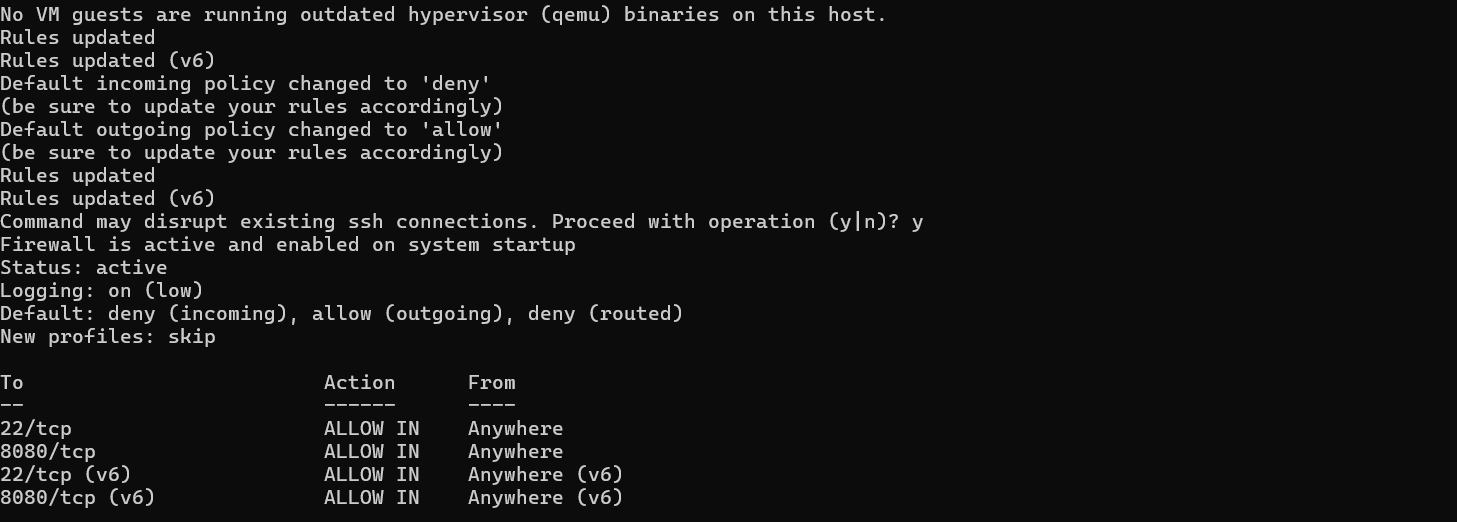 No VM guests are running outdated hypervisor (qemu) binaries on this host.
Rules updated
Rules updated (v6)
Default incoming policy changed to 'deny'
(be sure to update your rules accordingly)
Default outgoing policy changed to 'allow'
(be sure to update your rules accordingly)
Rules updated
Rules updated (v6)
Command may disrupt existing ssh connections. Proceed with operation (y|n)? y
Firewall is active and enabled on system startup
Status: active
Logging: on (low)
Default: deny (incoming), allow (outgoing), deny (routed)
New profiles: skip

To                         Action      From
--                         ------      ----
22/tcp                     ALLOW IN    Anywhere
8080/tcp                   ALLOW IN    Anywhere
22/tcp (v6)                ALLOW IN    Anywhere (v6)
8080/tcp (v6)              ALLOW IN    Anywhere (v6)